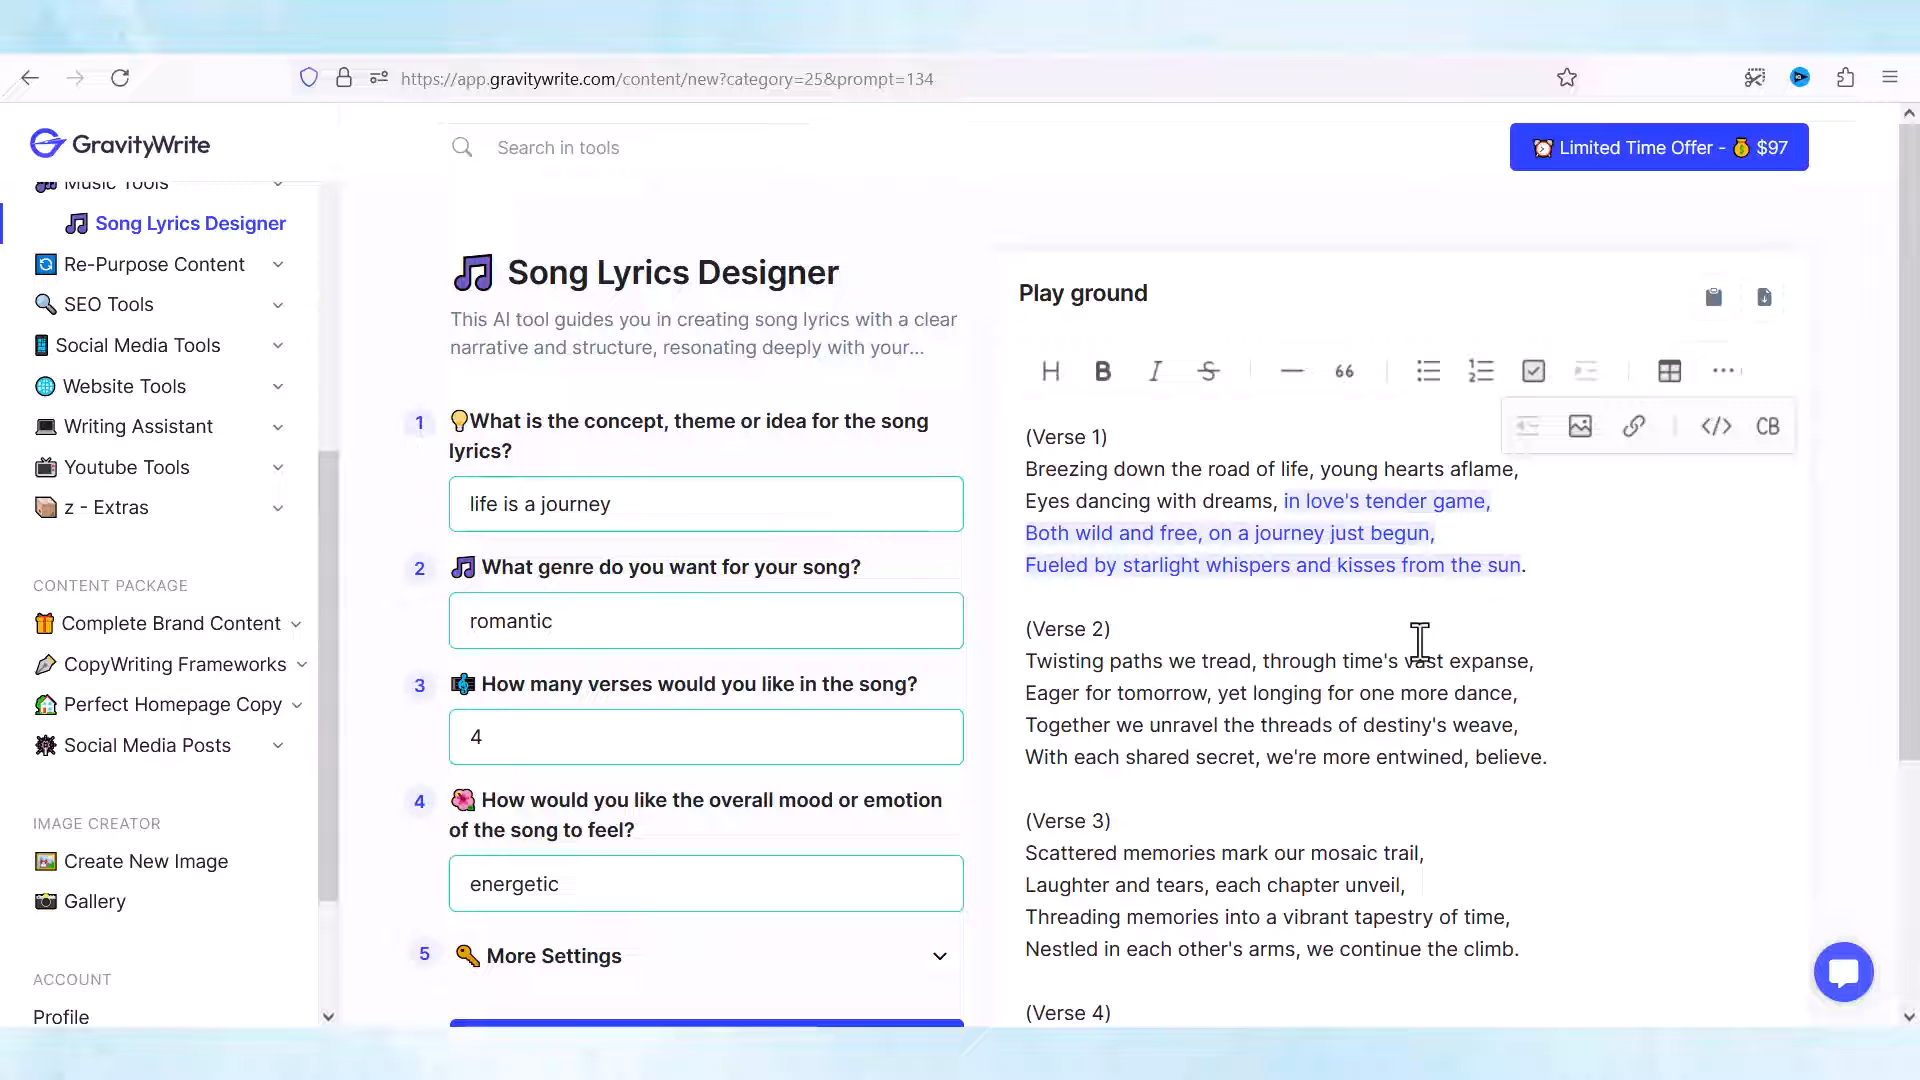 https://app.gravitywrite.com/content/new?category=25&prompt=134
GravityWrite
Search in tools
Limited Time Offer - $97
Music Tools
Song Lyrics Designer
Re-Purpose Content
SEO Tools
Social Media Tools
Website Tools
Writing Assistant
Youtube Tools
z - Extras
CONTENT PACKAGE
Complete Brand Content
CopyWriting Frameworks
Perfect Homepage Copy
Social Media Posts
IMAGE CREATOR
Create New Image
Gallery
ACCOUNT
Profile
Song Lyrics Designer
This AI tool guides you in creating song lyrics with a clear
narrative and structure, resonating deeply with your...
1 What is the concept, theme or idea for the song
lyrics?
life is a journey
2 What genre do you want for your song?
romantic
3 How many verses would you like in the song?
4
4 How would you like the overall mood or emotion
of the song to feel?
energetic
5 More Settings
Play ground
H B I S 66
</> CB
(Verse 1)
Breezing down the road of life, young hearts aflame,
Eyes dancing with dreams, in love's tender game,
Both wild and free, on a journey just begun,
Fueled by starlight whispers and kisses from the sun.
(Verse 2)
Twisting paths we tread, through time's vast expanse,
Eager for tomorrow, yet longing for one more dance,
Together we unravel the threads of destiny's weave,
With each shared secret, we're more entwined, believe.
(Verse 3)
Scattered memories mark our mosaic trail,
Laughter and tears, each chapter unveil,
Threading memories into a vibrant tapestry of time,
Nestled in each other's arms, we continue the climb.
(Verse 4)